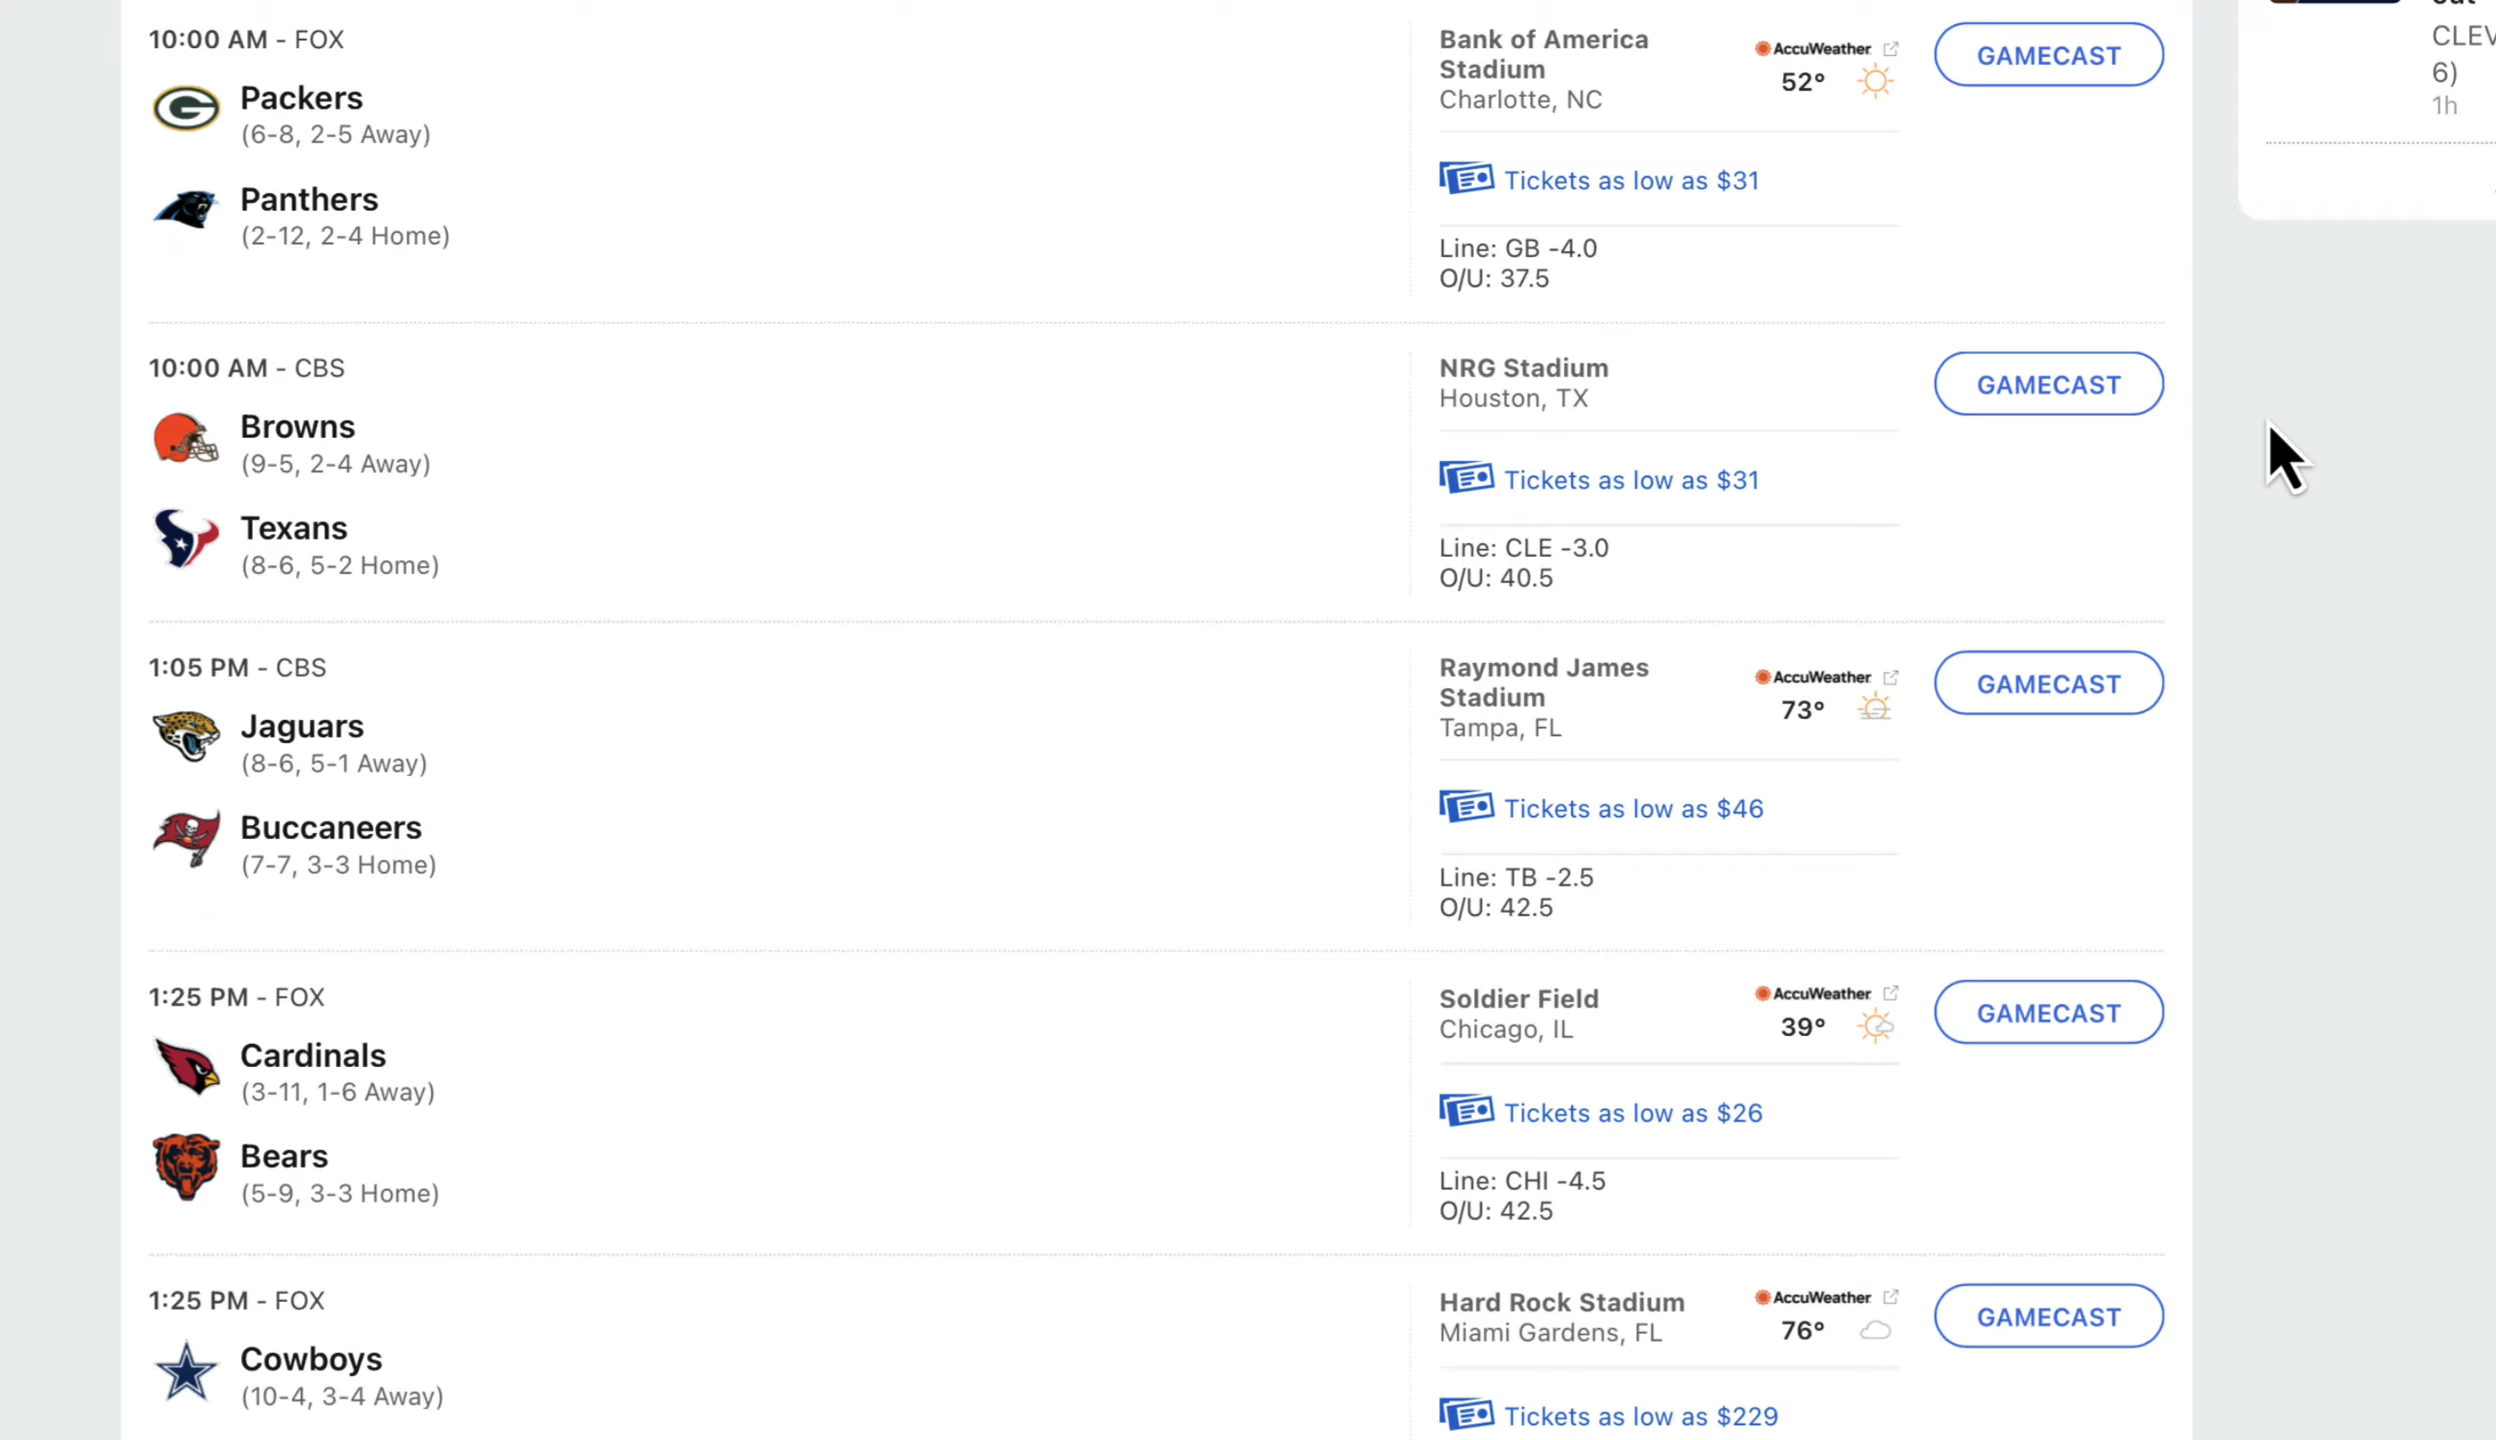 10:00 AM - FOX
Packers
(6-8, 2-5 Away)
Panthers
(2-12, 2-4 Home)
Bank of America
Stadium
Charlotte, NC
AccuWeather
52°
Tickets as low as $31
Line: GB -4.0
O/U: 37.5
GAMECAST
10:00 AM - CBS
Browns
(9-5, 2-4 Away)
Texans
(8-6, 5-2 Home)
NRG Stadium
Houston, TX
Tickets as low as $31
Line: CLE -3.0
O/U: 40.5
GAMECAST
1:05 PM - CBS
Jaguars
(8-6, 5-1 Away)
Buccaneers
(7-7, 3-3 Home)
Raymond James
Stadium
Tampa, FL
AccuWeather
73°
Tickets as low as $46
Line: TB -2.5
O/U: 42.5
GAMECAST
1:25 PM - FOX
Cardinals
(3-11, 1-6 Away)
Bears
(5-9, 3-3 Home)
Soldier Field
Chicago, IL
AccuWeather
39°
Tickets as low as $26
Line: CHI -4.5
O/U: 42.5
GAMECAST
1:25 PM - FOX
Cowboys
(10-4, 3-4 Away)
Hard Rock Stadium
Miami Gardens, FL
AccuWeather
76°
Tickets as low as $229
GAMECAST
CLEV
6)
1h